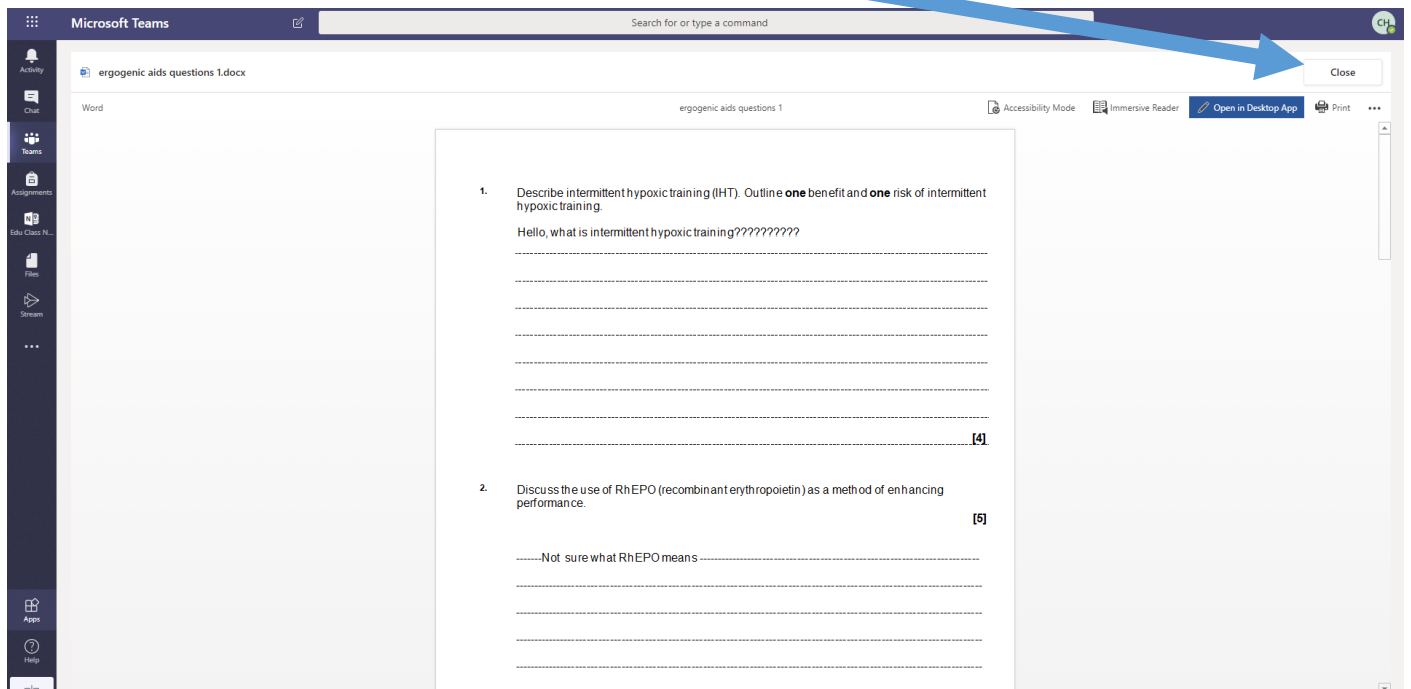 Microsoft Teams
Search for or type a command
CH
Activity
Chat
Teams
Assignments
Edu Class N...
Files
Stream
Apps
Help
ergogenic aids questions 1.docx
Close
Word
ergogenic aids questions 1
Accessibility Mode
Immersive Reader
Open in Desktop App
Print
1. Describe intermittent hypoxic training (IHT). Outline one benefit and one risk of intermittent
hypoxic training.
Hello, what is intermittent hypoxic training??????????
[4]
2. Discuss the use of RhEPO (recombinant erythropoietin) as a method of enhancing
performance.
[5]
-------Not sure what RhEPO means ----------------------------------------------------------------------